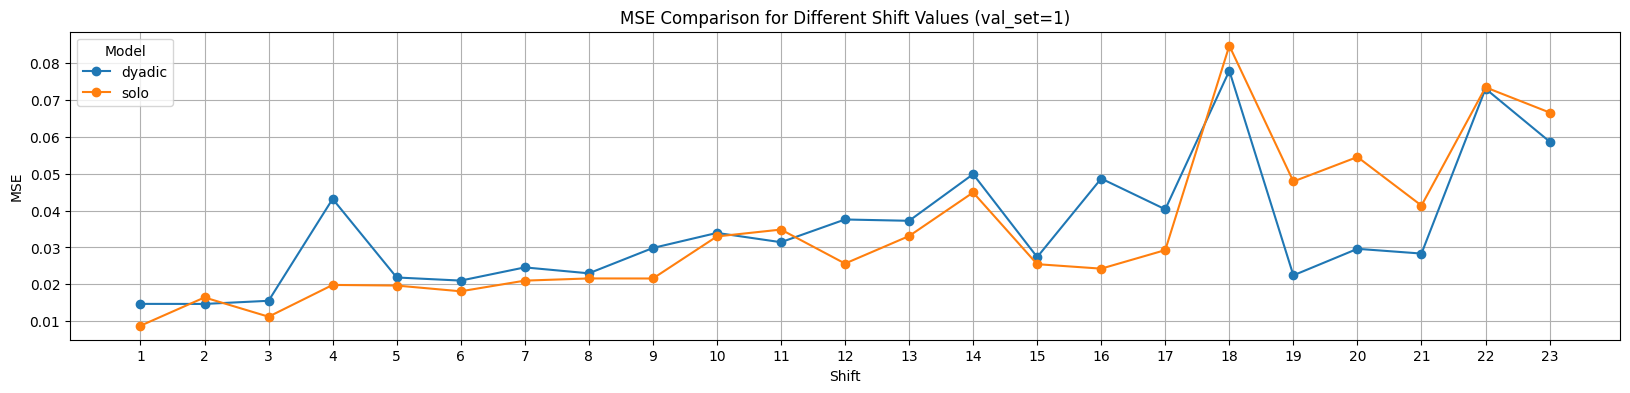 MSE Comparison for Different Shift Values (val_set=1)
Model
dyadic
solo
MSE
0.08
0.07
0.06
0.05
0.04
0.03
0.02
0.01
1 2 3 4 5 6 7 8 9 10 11 12 13 14 15 16 17 18 19 20 21 22 23
Shift